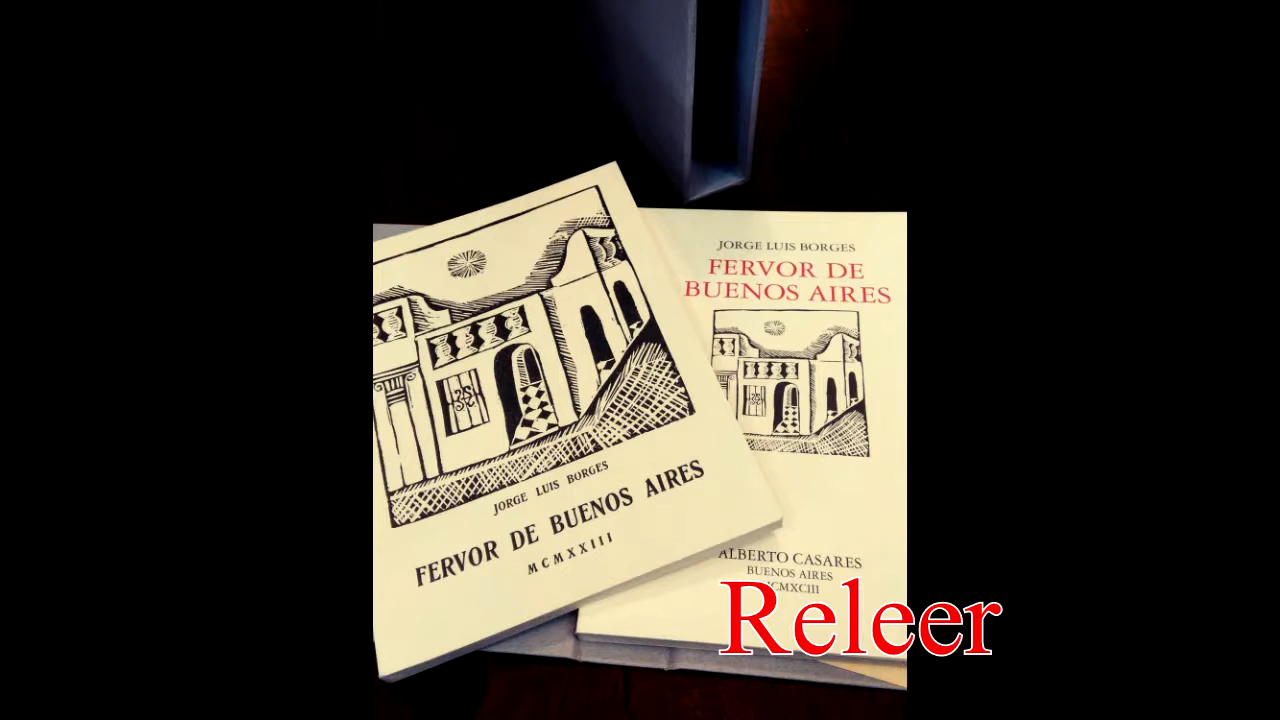 JORGE LUIS BORGES
FERVOR DE BUENOS AIRES
MCMXXIII
JORGE LUIS BORGES
FERVOR DE
BUENOS AIRES
ALBERTO CASARES
BUENOS AIRES
MCMXCIII
Releer